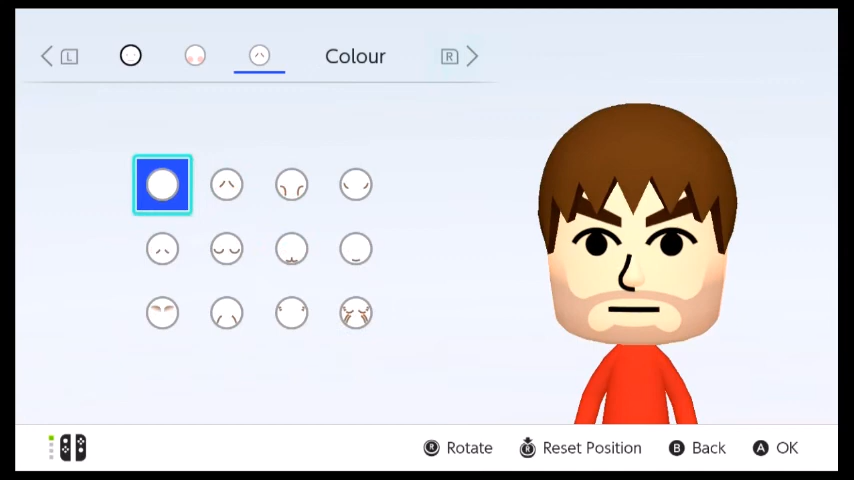 L
Colour
R
R Rotate
R Reset Position
B Back
A OK